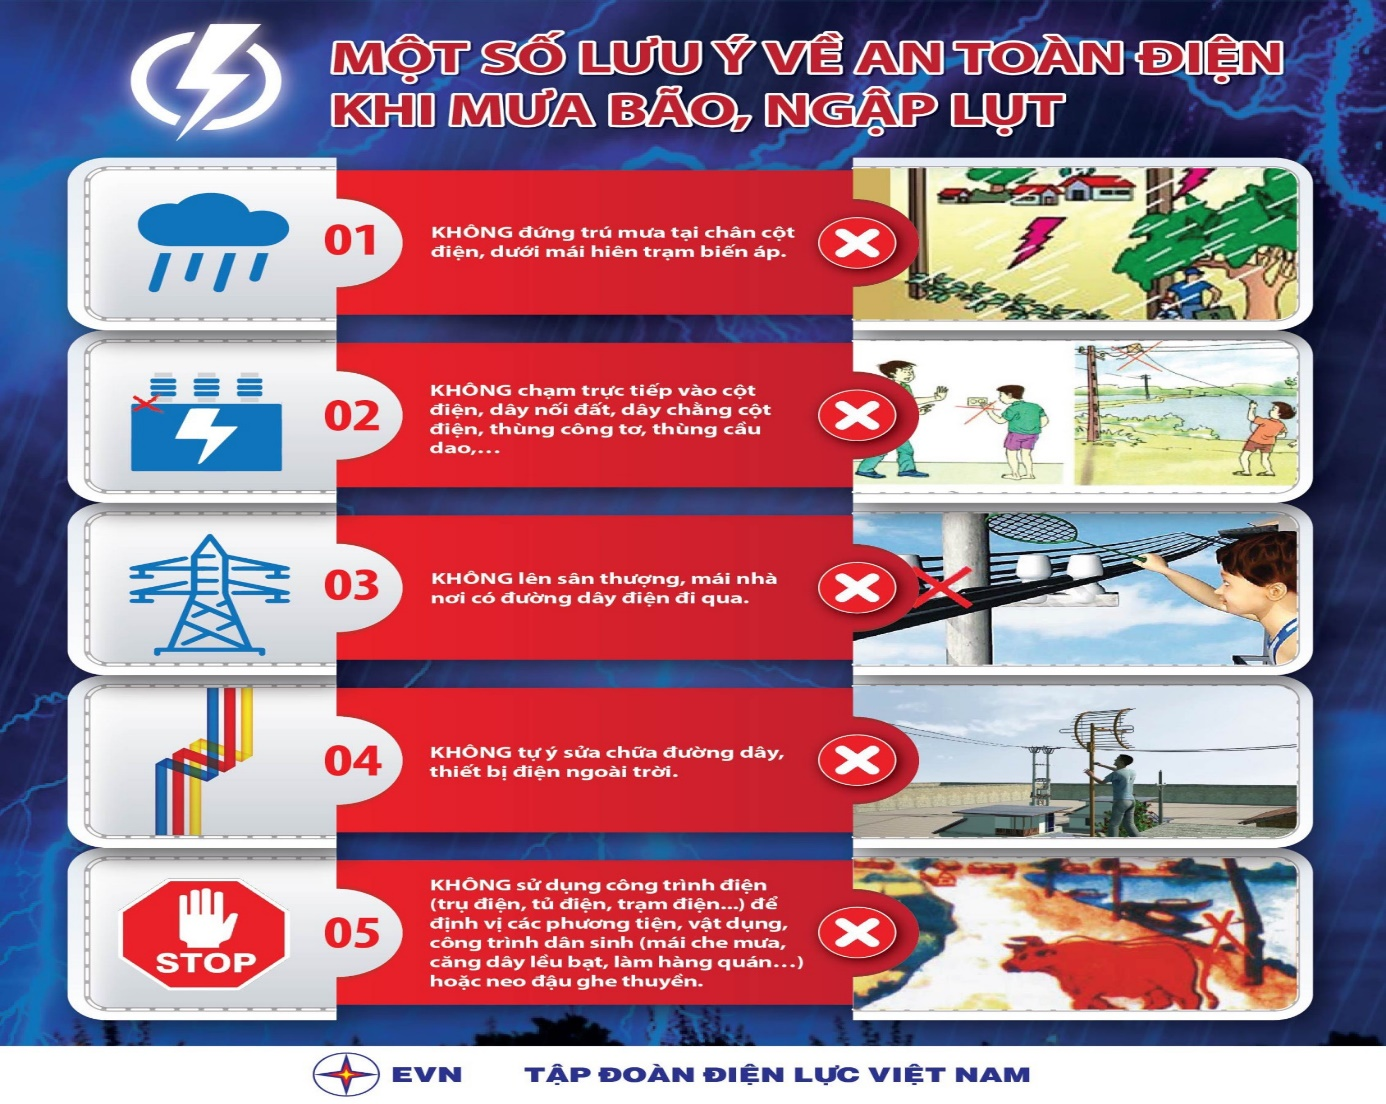 MỘT SỐ LƯU Ý VỀ AN TOÀN ĐIỆN
KHI MƯA BÃO, NGẬP LỤT
01
KHÔNG đứng trú mưa tại chân cột
điện, dưới mái hiên trạm biến áp.
02
KHÔNG chạm trực tiếp vào cột
điện, dây nối đất, dây chằng cột
điện, thùng công tơ, thùng cầu
dao,...
03
KHÔNG lên sân thượng, mái nhà
nơi có đường dây điện đi qua.
04
KHÔNG tự ý sửa chữa đường dây,
thiết bị điện ngoài trời.
STOP
05
KHÔNG sử dụng công trình điện
(trụ điện, tủ điện, trạm điện...) để
định vị các phương tiện, vật dụng,
công trình dân sinh (mái che mưa,
căng dây lều bạt, làm hàng quán...)
hoặc neo đậu ghe thuyền.
EVN TẬP ĐOÀN ĐIỆN LỰC VIỆT NAM